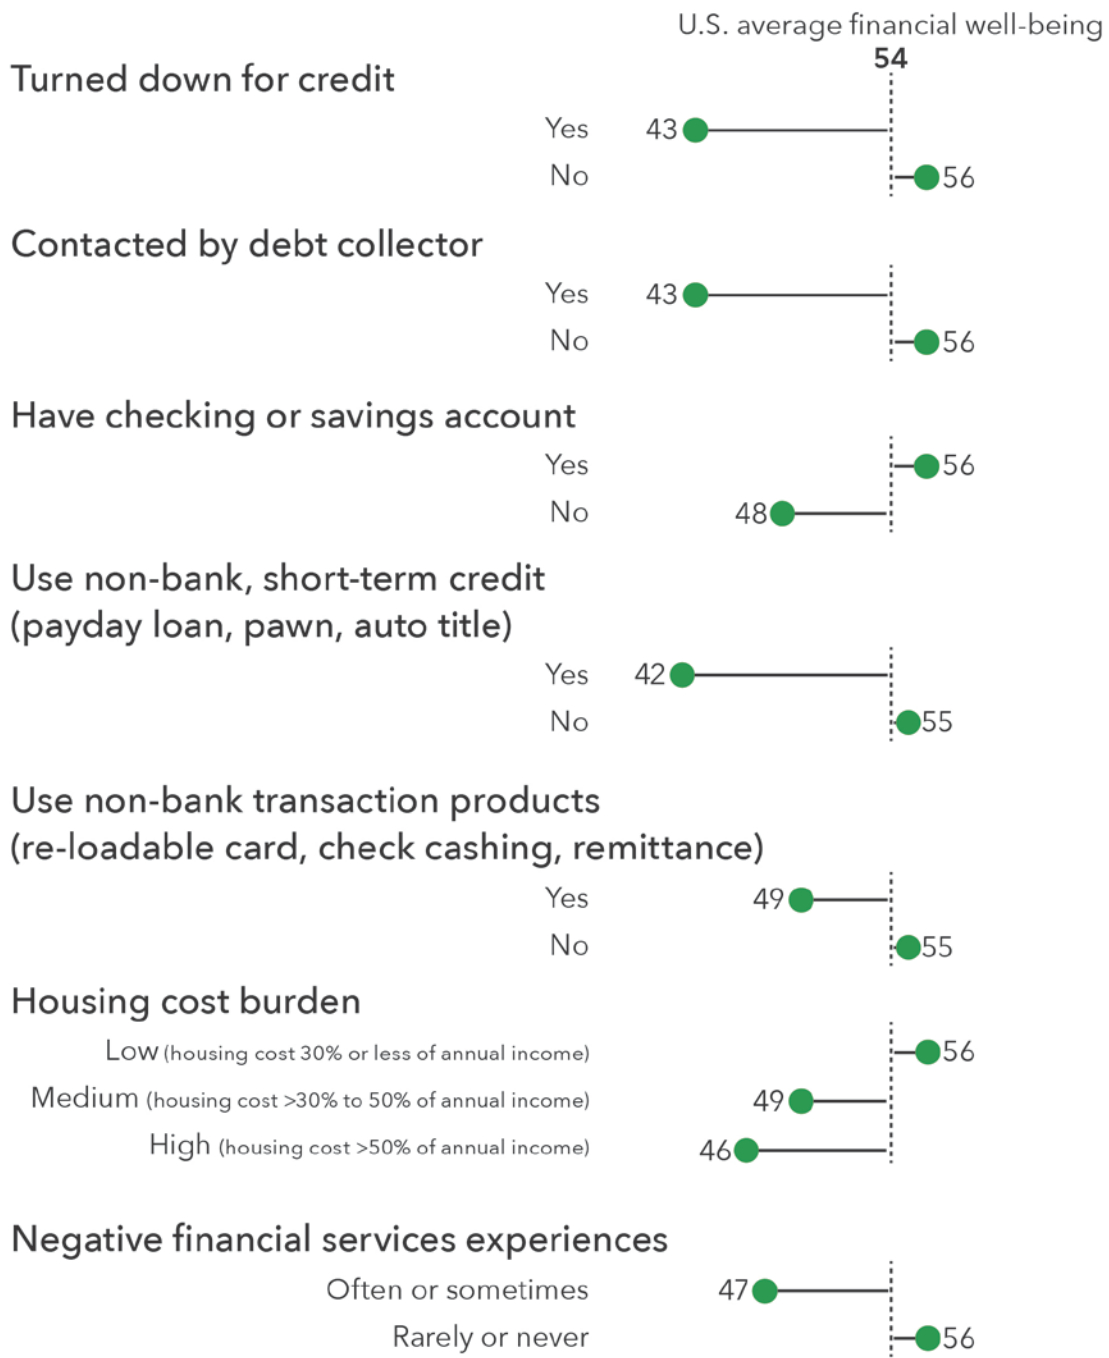 U.S. average financial well-being
54
Turned down for credit
Yes 43
No 56
Contacted by debt collector
Yes 43
No 56
Have checking or savings account
Yes 56
No 48
Use non-bank, short-term credit
(payday loan, pawn, auto title)
Yes 42
No 55
Use non-bank transaction products
(re-loadable card, check cashing, remittance)
Yes 49
No 55
Housing cost burden
Low (housing cost 30% or less of annual income) 56
Medium (housing cost >30% to 50% of annual income) 49
High (housing cost >50% of annual income) 46
Negative financial services experiences
Often or sometimes 47
Rarely or never 56